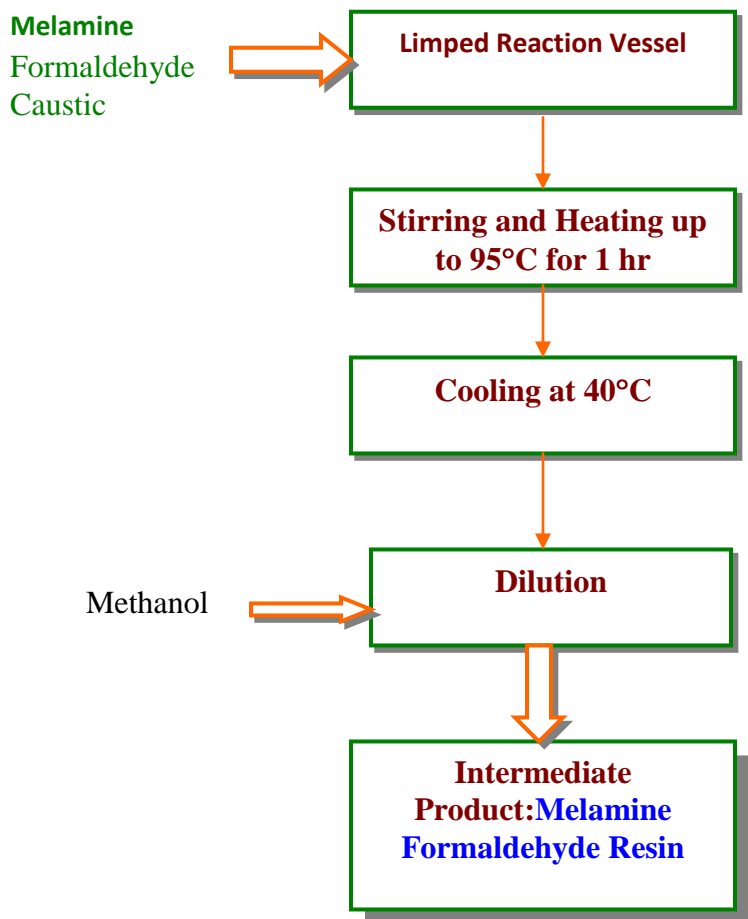 Melamine
Formaldehyde
Caustic
Limped Reaction Vessel
Stirring and Heating up
to 95°C for 1 hr
Cooling at 40°C
Methanol
Dilution
Intermediate
Product:Melamine
Formaldehyde Resin